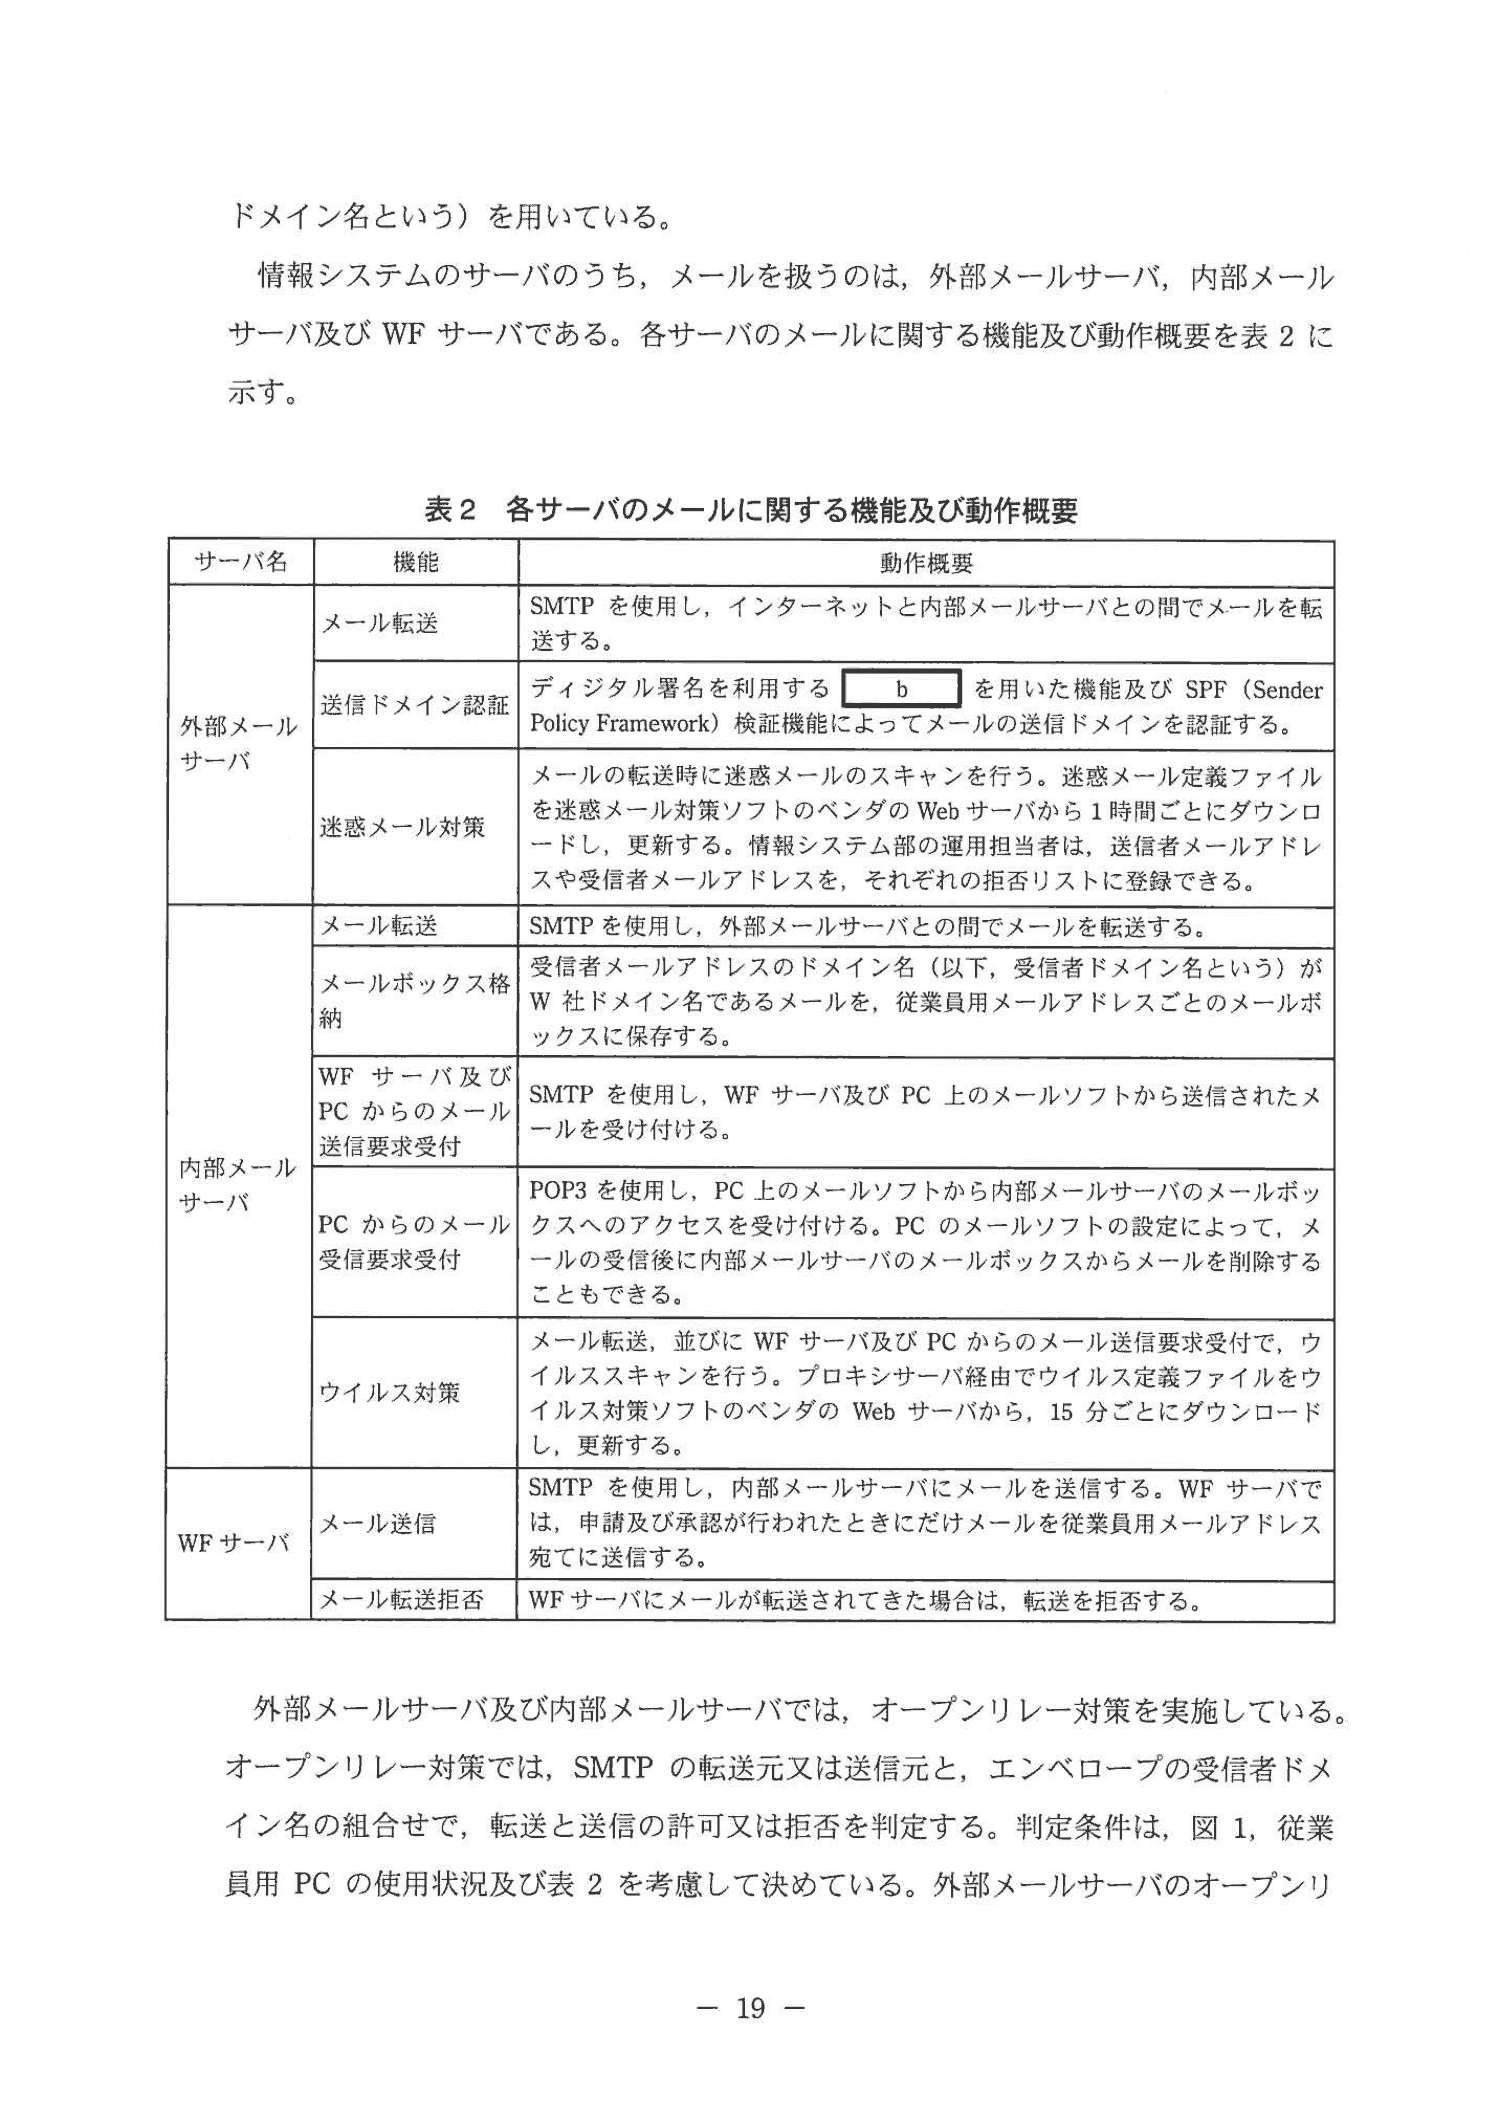 ドメイン名という）を用いている。
情報システムのサーバのうち，メールを扱うのは，外部メールサーバ，内部メール
サーバ及び WF サーバである。各サーバのメールに関する機能及び動作概要を表 2 に
示す。
表2　各サーバのメールに関する機能及び動作概要
サーバ名
機能
動作概要
外部メール
サーバ
メール転送
SMTP を使用し，インターネットと内部メールサーバとの間でメールを転
送する。
送信ドメイン認証
ディジタル署名を利用する b を用いた機能及び SPF（Sender
Policy Framework）検証機能によってメールの送信ドメインを認証する。
迷惑メール対策
メールの転送時に迷惑メールのスキャンを行う。迷惑メール定義ファイル
を迷惑メール対策ソフトのベンダの Web サーバから 1 時間ごとにダウンロ
ードし，更新する。情報システム部の運用担当者は，送信者メールアドレ
スや受信者メールアドレスを，それぞれの拒否リストに登録できる。
内部メール
サーバ
メール転送
SMTP を使用し，外部メールサーバとの間でメールを転送する。
メールボックス格
納
受信者メールアドレスのドメイン名（以下，受信者ドメイン名という）が
W 社ドメイン名であるメールを，従業員用メールアドレスごとのメールボ
ックスに保存する。
WF サーバ及び
PC からのメール
送信要求受付
SMTP を使用し，WF サーバ及び PC 上のメールソフトから送信されたメ
ールを受け付ける。
PC からのメール
受信要求受付
POP3 を使用し，PC 上のメールソフトから内部メールサーバのメールボッ
クスへのアクセスを受け付ける。PC のメールソフトの設定によって，メ
ールの受信後に内部メールサーバのメールボックスからメールを削除する
こともできる。
ウイルス対策
メール転送，並びに WF サーバ及び PC からのメール送信要求受付で，ウ
イルススキャンを行う。プロキシサーバ経由でウイルス定義ファイルをウ
イルス対策ソフトのベンダの Web サーバから，15 分ごとにダウンロード
し，更新する。
WF サーバ
メール送信
SMTP を使用し，内部メールサーバにメールを送信する。WF サーバで
は，申請及び承認が行われたときにだけメールを従業員用メールアドレス
宛てに送信する。
メール転送拒否
WF サーバにメールが転送されてきた場合は，転送を拒否する。
外部メールサーバ及び内部メールサーバでは，オープンリレー対策を実施している。
オープンリレー対策では，SMTP の転送元又は送信元と，エンベロープの受信者ドメ
イン名の組合せで，転送と送信の許可又は拒否を判定する。判定条件は，図 1，従業
員用 PC の使用状況及び表 2 を考慮して決めている。外部メールサーバのオープンリ
－ 19 －